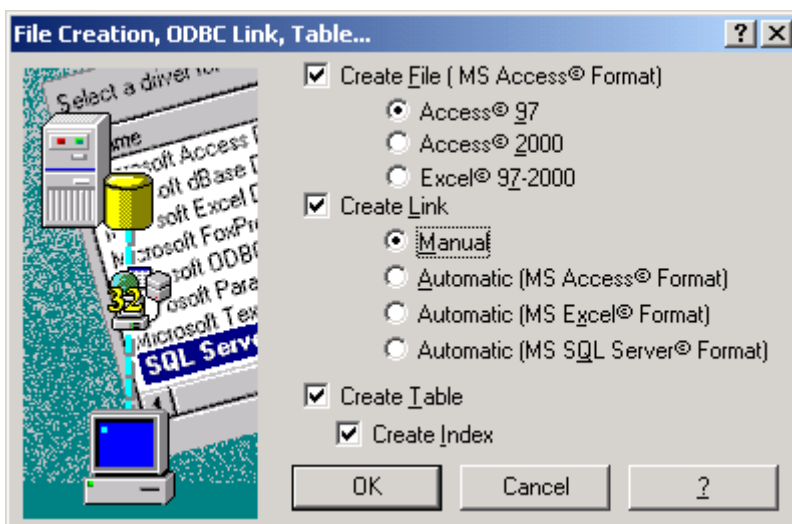 File Creation, ODBC Link, Table...
Select a driver for
Create File ( MS Access© Format)
Access© 97
Access© 2000
Excel© 97-2000
Create Link
Manual
Automatic (MS Access© Format)
Automatic (MS Excel© Format)
Automatic (MS SQL Server© Format)
Create Table
Create Index
OK Cancel ?
ame
soft Access
oft dBase D
soft Excel D
Microsoft FoxPr
rosoft ODB
osoft Para
Microsoft Tex
SQL Serve
32